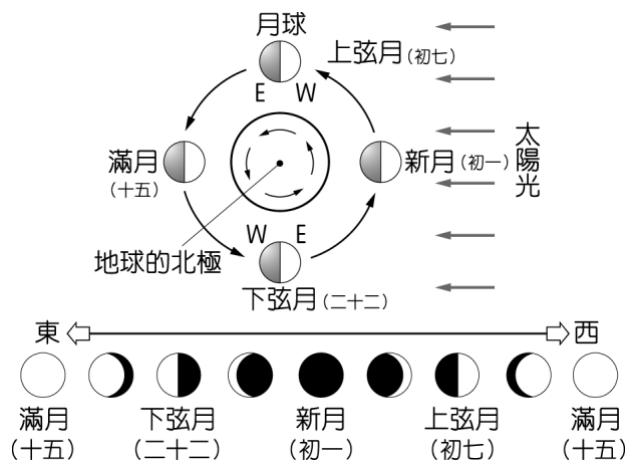 月球
上弦月(初七)
E W
滿月
(十五)
新月(初一)
太陽光
W E
地球的北極
下弦月(二十二)
東 西
滿月 下弦月 新月 上弦月 滿月
(十五) (二十二) (初一) (初七) (十五)